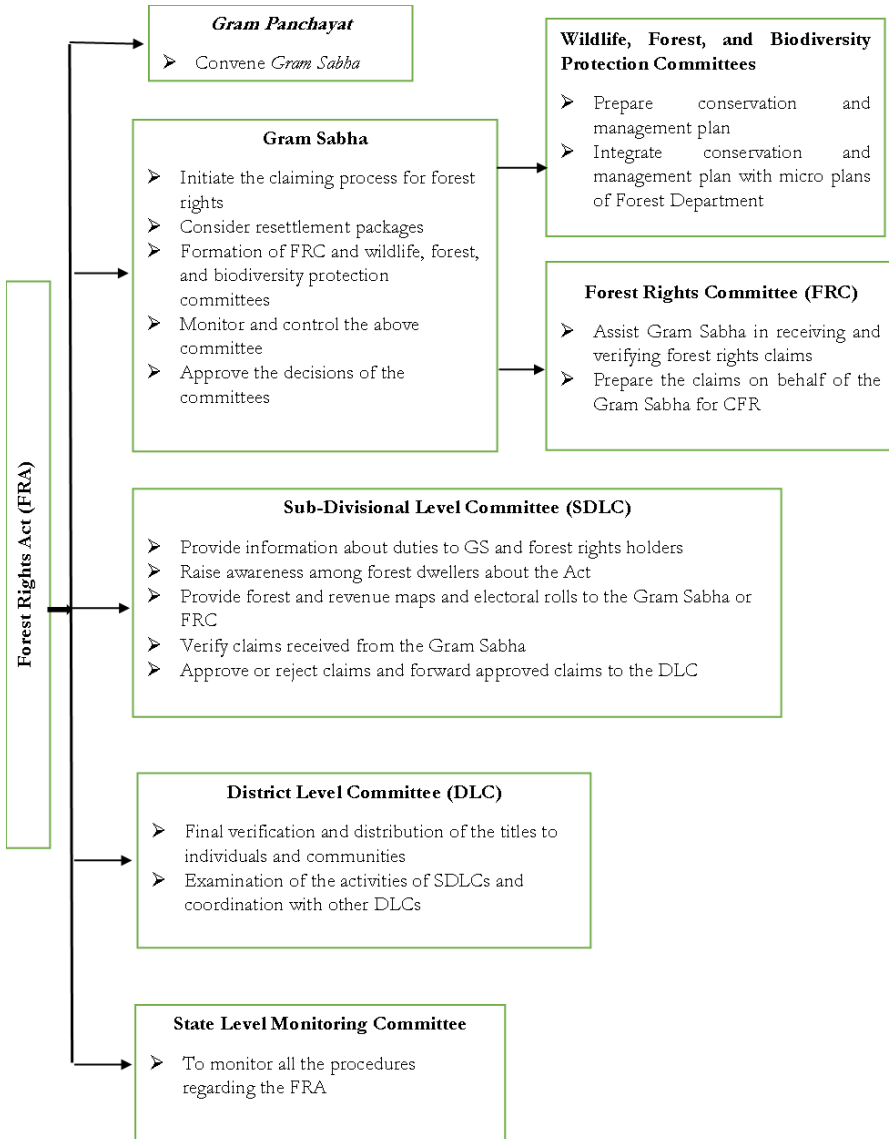 Gram Panchayat
➢ Convene Gram Sabha
Wildlife, Forest, and Biodiversity
Protection Committees
➢ Prepare conservation and
management plan
➢ Integrate conservation and
management plan with micro plans
of Forest Department
Gram Sabha
➢ Initiate the claiming process for forest
rights
➢ Consider resettlement packages
➢ Formation of FRC and wildlife, forest,
and biodiversity protection
committees
➢ Monitor and control the above
committee
➢ Approve the decisions of the
committees
Forest Rights Committee (FRC)
➢ Assist Gram Sabha in receiving and
verifying forest rights claims
➢ Prepare the claims on behalf of the
Gram Sabha for CFR
Forest Rights Act (FRA)
Sub-Divisional Level Committee (SDLC)
➢ Provide information about duties to GS and forest rights holders
➢ Raise awareness among forest dwellers about the Act
➢ Provide forest and revenue maps and electoral rolls to the Gram Sabha or
FRC
➢ Verify claims received from the Gram Sabha
➢ Approve or reject claims and forward approved claims to the DLC
District Level Committee (DLC)
➢ Final verification and distribution of the titles to
individuals and communities
➢ Examination of the activities of SDLCs and
coordination with other DLCs
State Level Monitoring Committee
➢ To monitor all the procedures
regarding the FRA